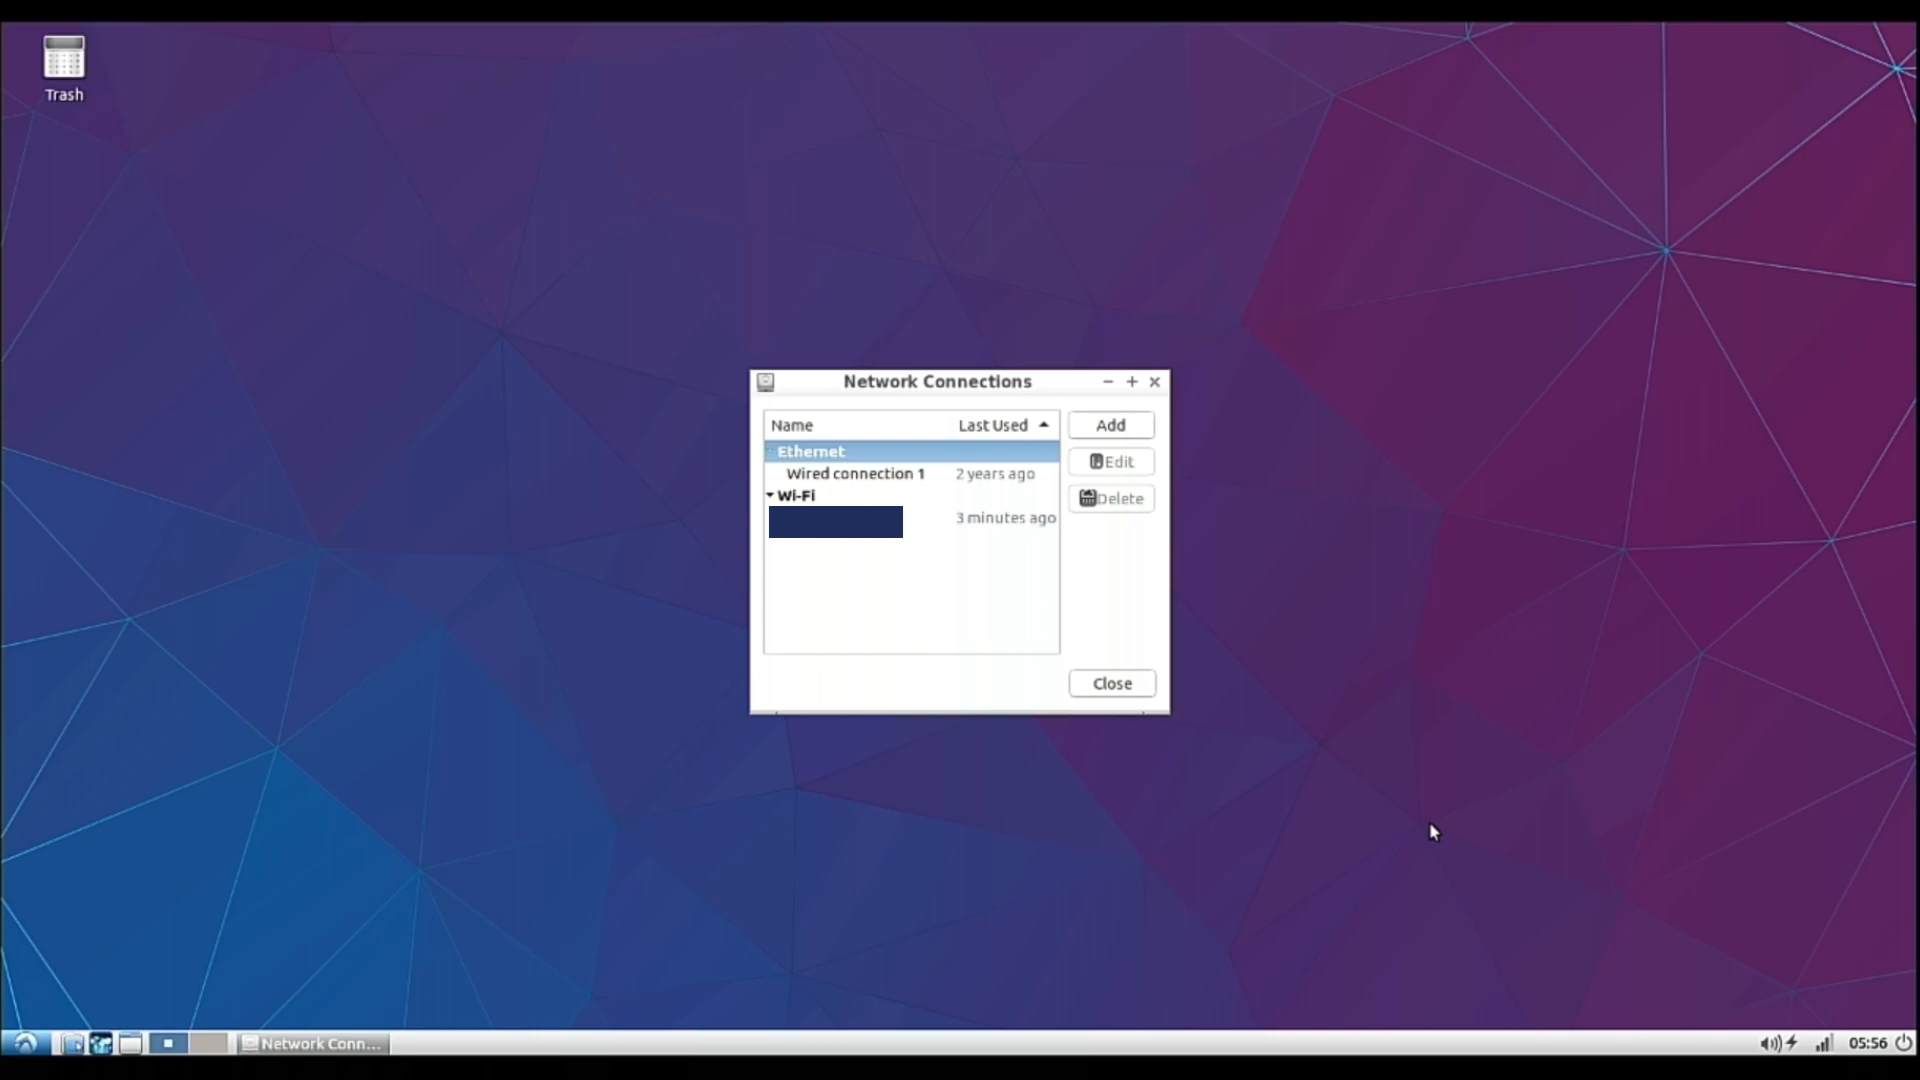 Trash
Network Connections
Name Last Used Add
Ethernet
Edit
Wired connection 1 2 years ago
Wi-Fi
Delete
3 minutes ago
Close
Network Conn...
05:56